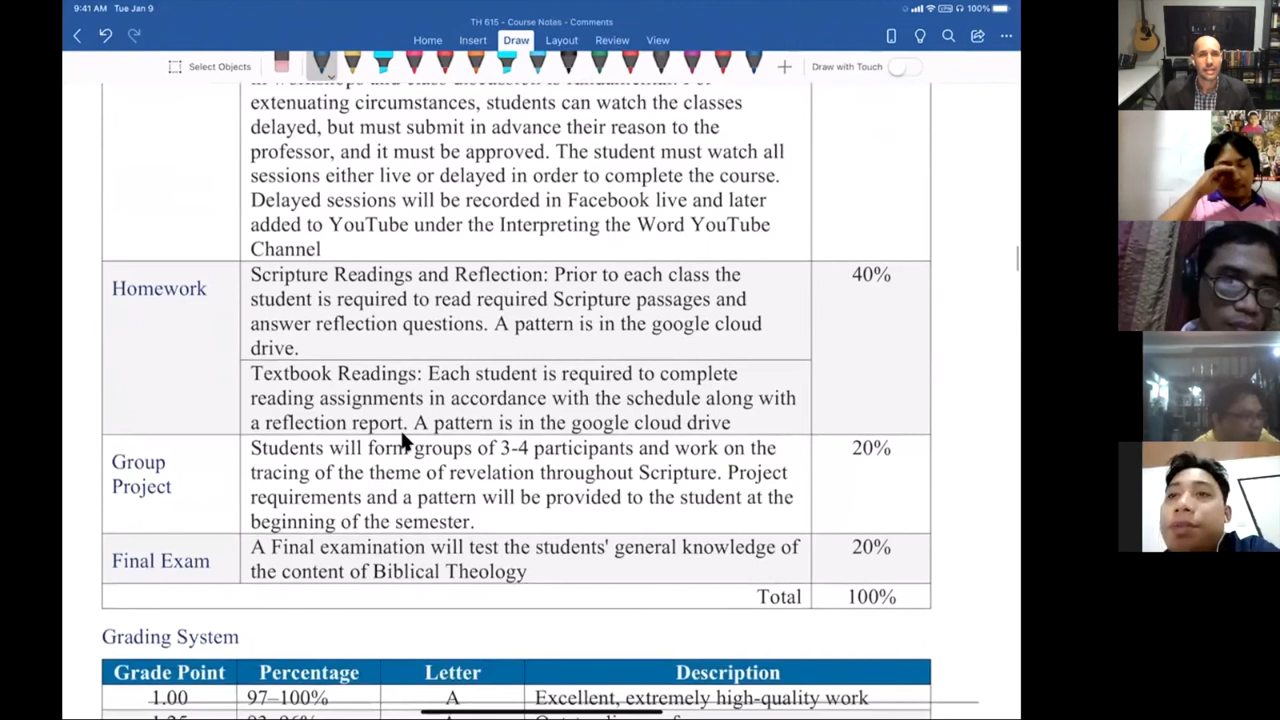 9:41 AM Tue Jan 9
100%
TH 615 - Course Notes - Comments
Home Insert Draw Layout Review View
Select Objects
Draw with Touch
in workshops and class discussion is fundamental. For
extenuating circumstances, students can watch the classes
delayed, but must submit in advance their reason to the
professor, and it must be approved. The student must watch all
sessions either live or delayed in order to complete the course.
Delayed sessions will be recorded in Facebook live and later
added to YouTube under the Interpreting the Word YouTube
Channel
Homework
Scripture Readings and Reflection: Prior to each class the
student is required to read required Scripture passages and
answer reflection questions. A pattern is in the google cloud
drive.
40%
Textbook Readings: Each student is required to complete
reading assignments in accordance with the schedule along with
a reflection report. A pattern is in the google cloud drive
Group
Project
Students will form groups of 3-4 participants and work on the
tracing of the theme of revelation throughout Scripture. Project
requirements and a pattern will be provided to the student at the
beginning of the semester.
20%
Final Exam
A Final examination will test the students' general knowledge of
the content of Biblical Theology
20%
Total 100%
Grading System
Grade Point Percentage Letter Description
1.00 97–100% A Excellent, extremely high-quality work